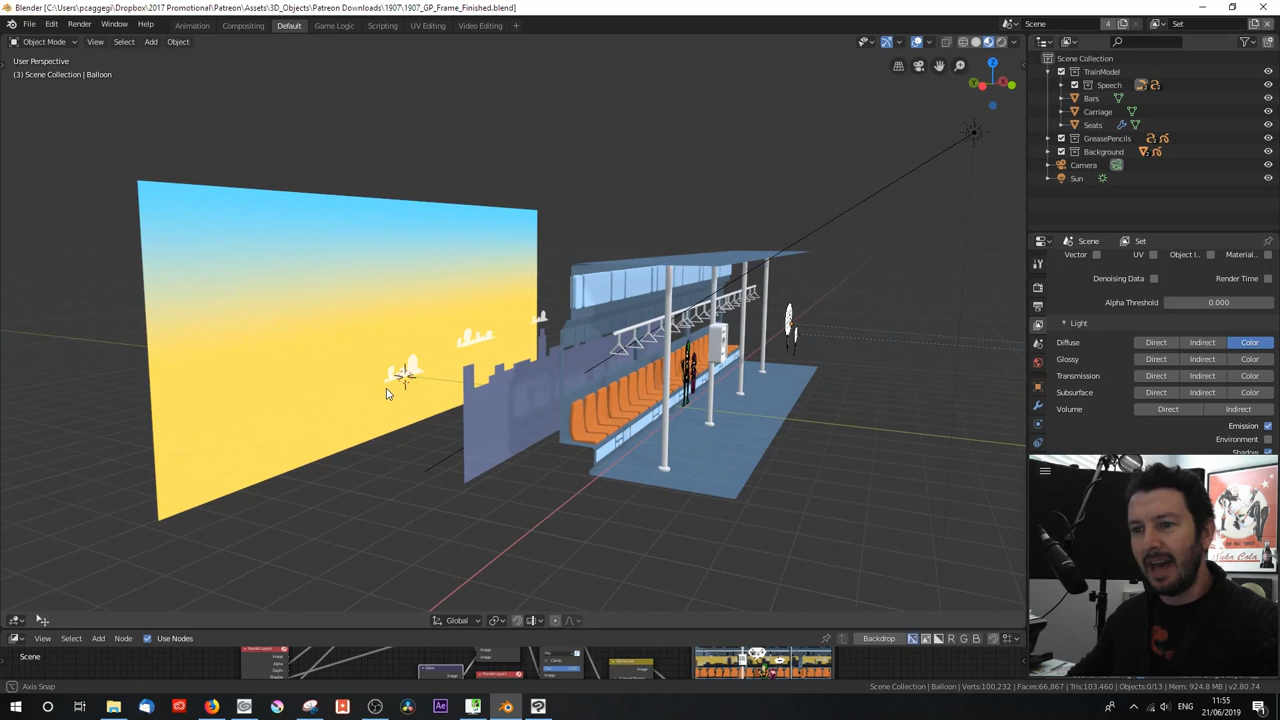 Blender [C:\Users\pcaggegi\Dropbox\2017 Promotional\Patreon\Assets\3D_Objects\Patreon Downloads\1907\1907_GP_Frame_Finished.blend]
File Edit Render Window Help
Animation Compositing Default Game Logic Scripting UV Editing Video Editing +
Scene 4 Set
Object Mode View Select Add Object
User Perspective
(3) Scene Collection | Balloon
Z
Y
X
Scene Collection
TrainModel
Speech
Bars
Carriage
Seats
GreasePencils
Background
Camera
Sun
Scene Set
Vector UV Object I.. Material..
Denoising Data Render Time
Alpha Threshold 0.000
Light
Diffuse Direct Indirect Color
Glossy Direct Indirect Color
Transmission Direct Indirect Color
Subsurface Direct Indirect Color
Volume Direct Indirect
Emission
Environment
Shadow
Nuka Cola
Global
View Select Add Node Use Nodes Backdrop R G B
Scene
Axis Snap
Scene Collection | Balloon | Verts:100,232 | Faces:66,867 | Tris:103,460 | Objects:0/13 | Mem: 924.8 MB | v2.80.74
ENG
11:55
21/06/2019